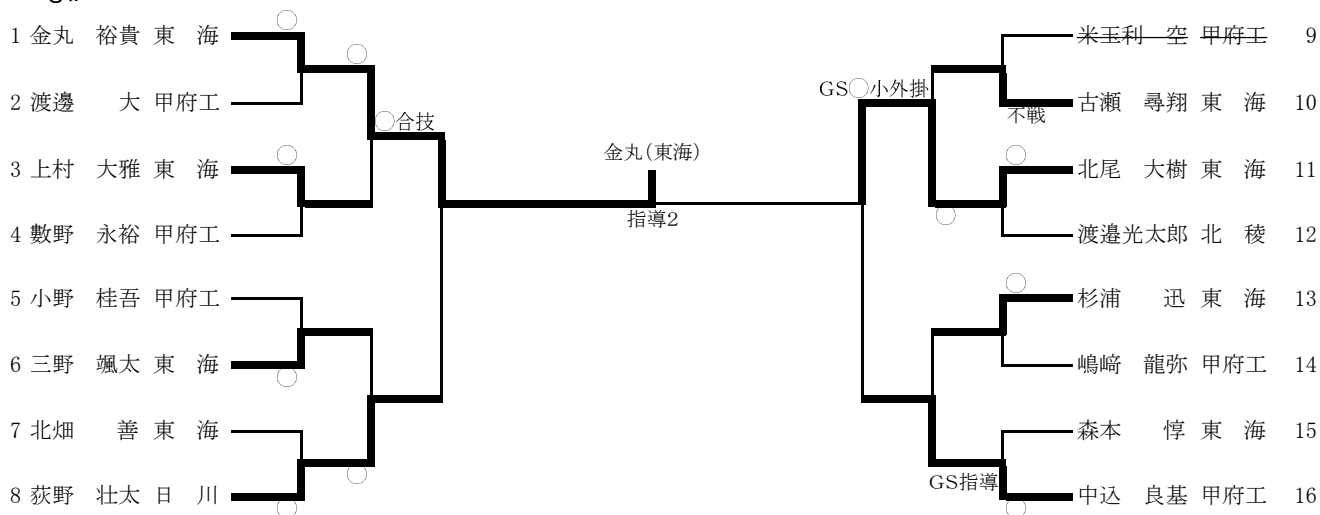 1 金丸 裕貴 東 海
2 渡邊 大 甲府工
3 上村 大雅 東 海
4 數野 永裕 甲府工
5 小野 桂吾 甲府工
6 三野 颯太 東 海
7 北畑 善 東 海
8 荻野 壮太 日 川
○
○
○合技
○
○
○
○
金丸(東海)
指導2
GS○小外掛
不戦
○
○
○
GS指導
○
米玉利 空 甲府工 9
古瀬 尋翔 東 海 10
北尾 大樹 東 海 11
渡邉光太郎 北 稜 12
杉浦 迅 東 海 13
嶋﨑 龍弥 甲府工 14
森本 惇 東 海 15
中込 良基 甲府工 16